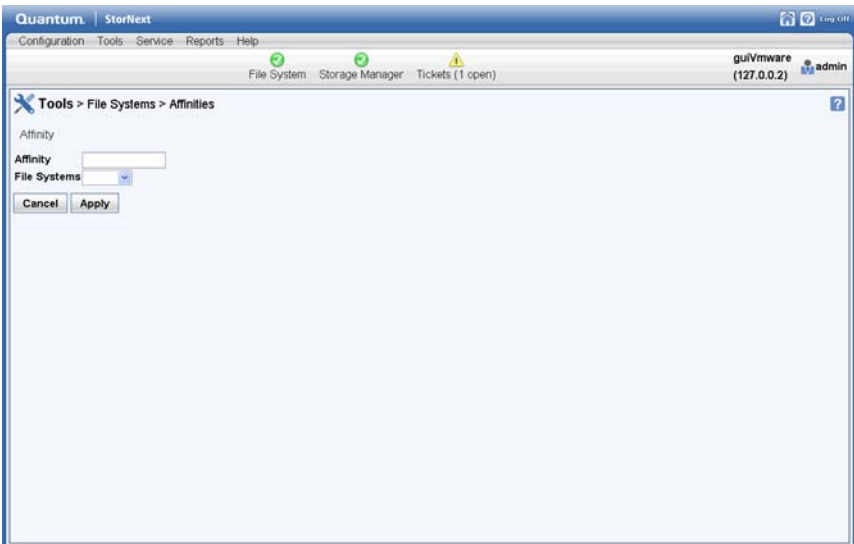 Quantum. StorNext Log Off
Configuration Tools Service Reports Help
File System Storage Manager Tickets (1 open)
guiVmware
(127.0.0.2)
admin
Tools > File Systems > Affinities
Affinity
Affinity
File Systems
Cancel Apply